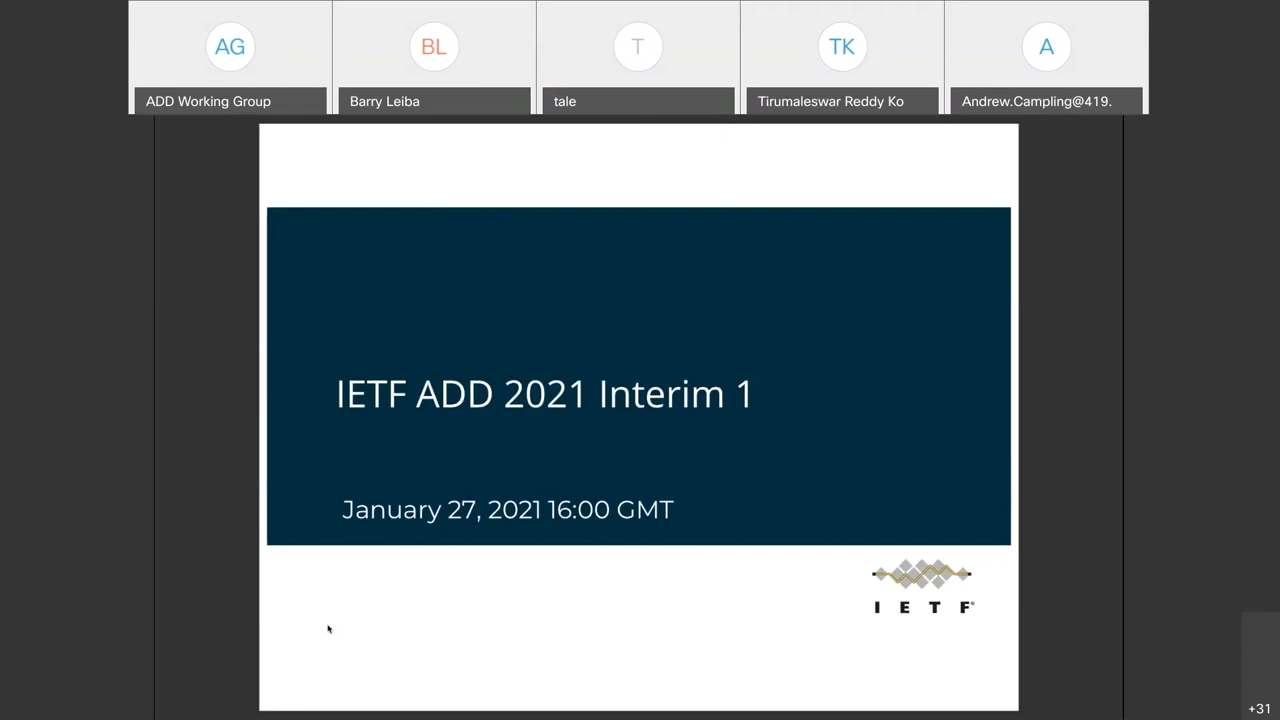 AG
BL
T
TK
A
ADD Working Group
Barry Leiba
tale
Tirumaleswar Reddy Ko
Andrew.Campling@419.
IETF ADD 2021 Interim 1
January 27, 2021 16:00 GMT
I E T F®
+31